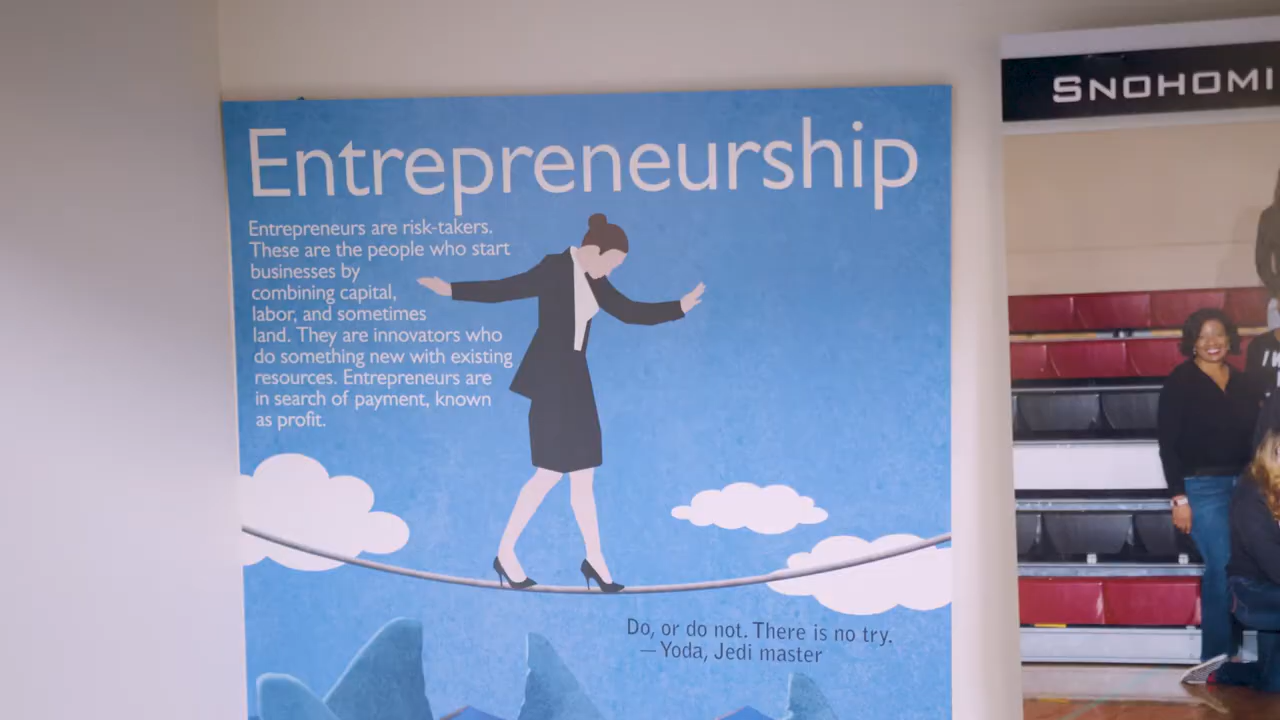 Entrepreneurship
Entrepreneurs are risk-takers.
These are the people who start
businesses by
combining capital,
labor, and sometimes
land. They are innovators who
do something new with existing
resources. Entrepreneurs are
in search of payment, known
as profit.
Do, or do not. There is no try.
— Yoda, Jedi master
SNOHOMI